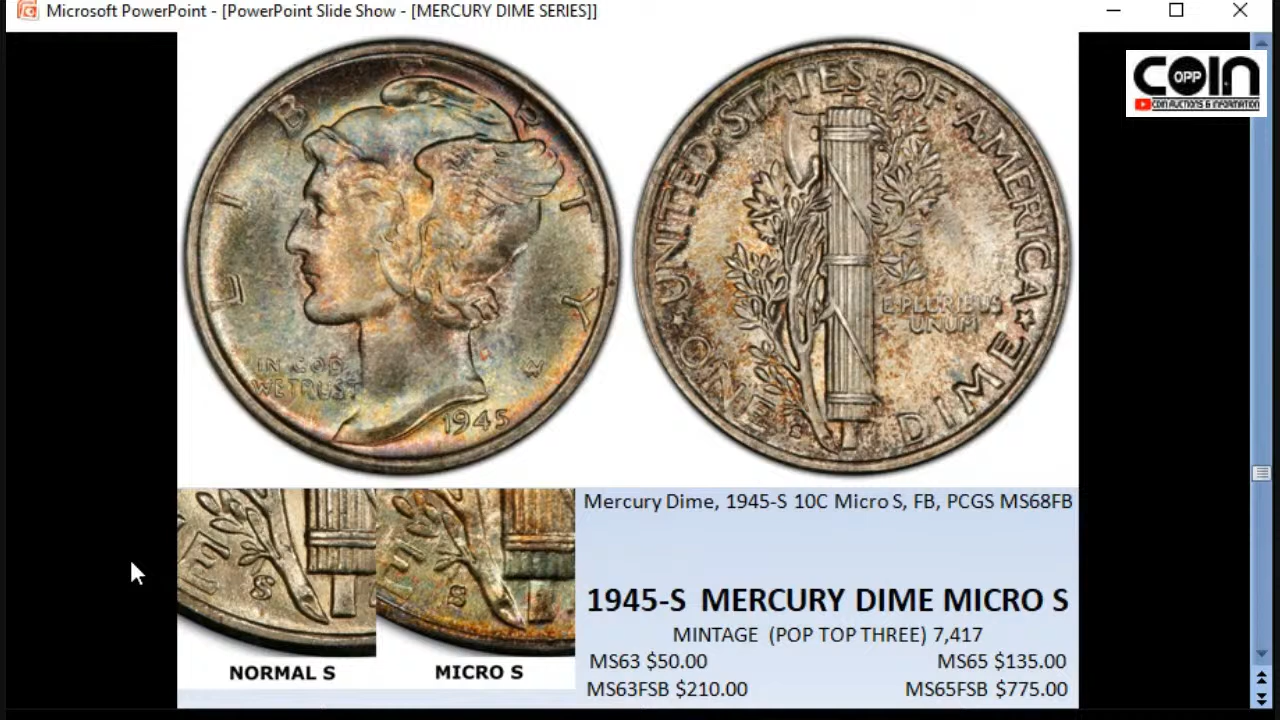 Microsoft PowerPoint - [PowerPoint Slide Show - [MERCURY DIME SERIES]]
COIN
OPP
COIN AUCTIONS & INFORMATION
LIBERTY
IN GOD
WE TRUST
1945
UNITED·STATES·OF·AMERICA
E·PLURIBUS
UNUM
ONE DIME
S
S
NORMAL S
MICRO S
Mercury Dime, 1945-S 10C Micro S, FB, PCGS MS68FB
1945-S MERCURY DIME MICRO S
MINTAGE (POP TOP THREE) 7,417
MS63 $50.00 MS65 $135.00
MS63FSB $210.00 MS65FSB $775.00